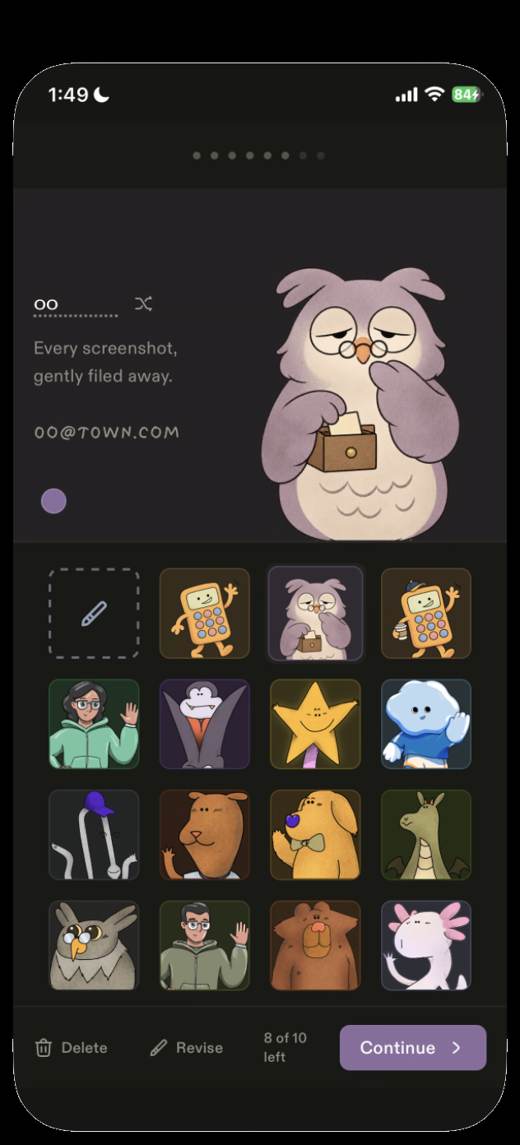 1:49
84
oo
Every screenshot,
gently filed away.
OO@TOWN.COM
Delete
Revise
8 of 10
left
Continue